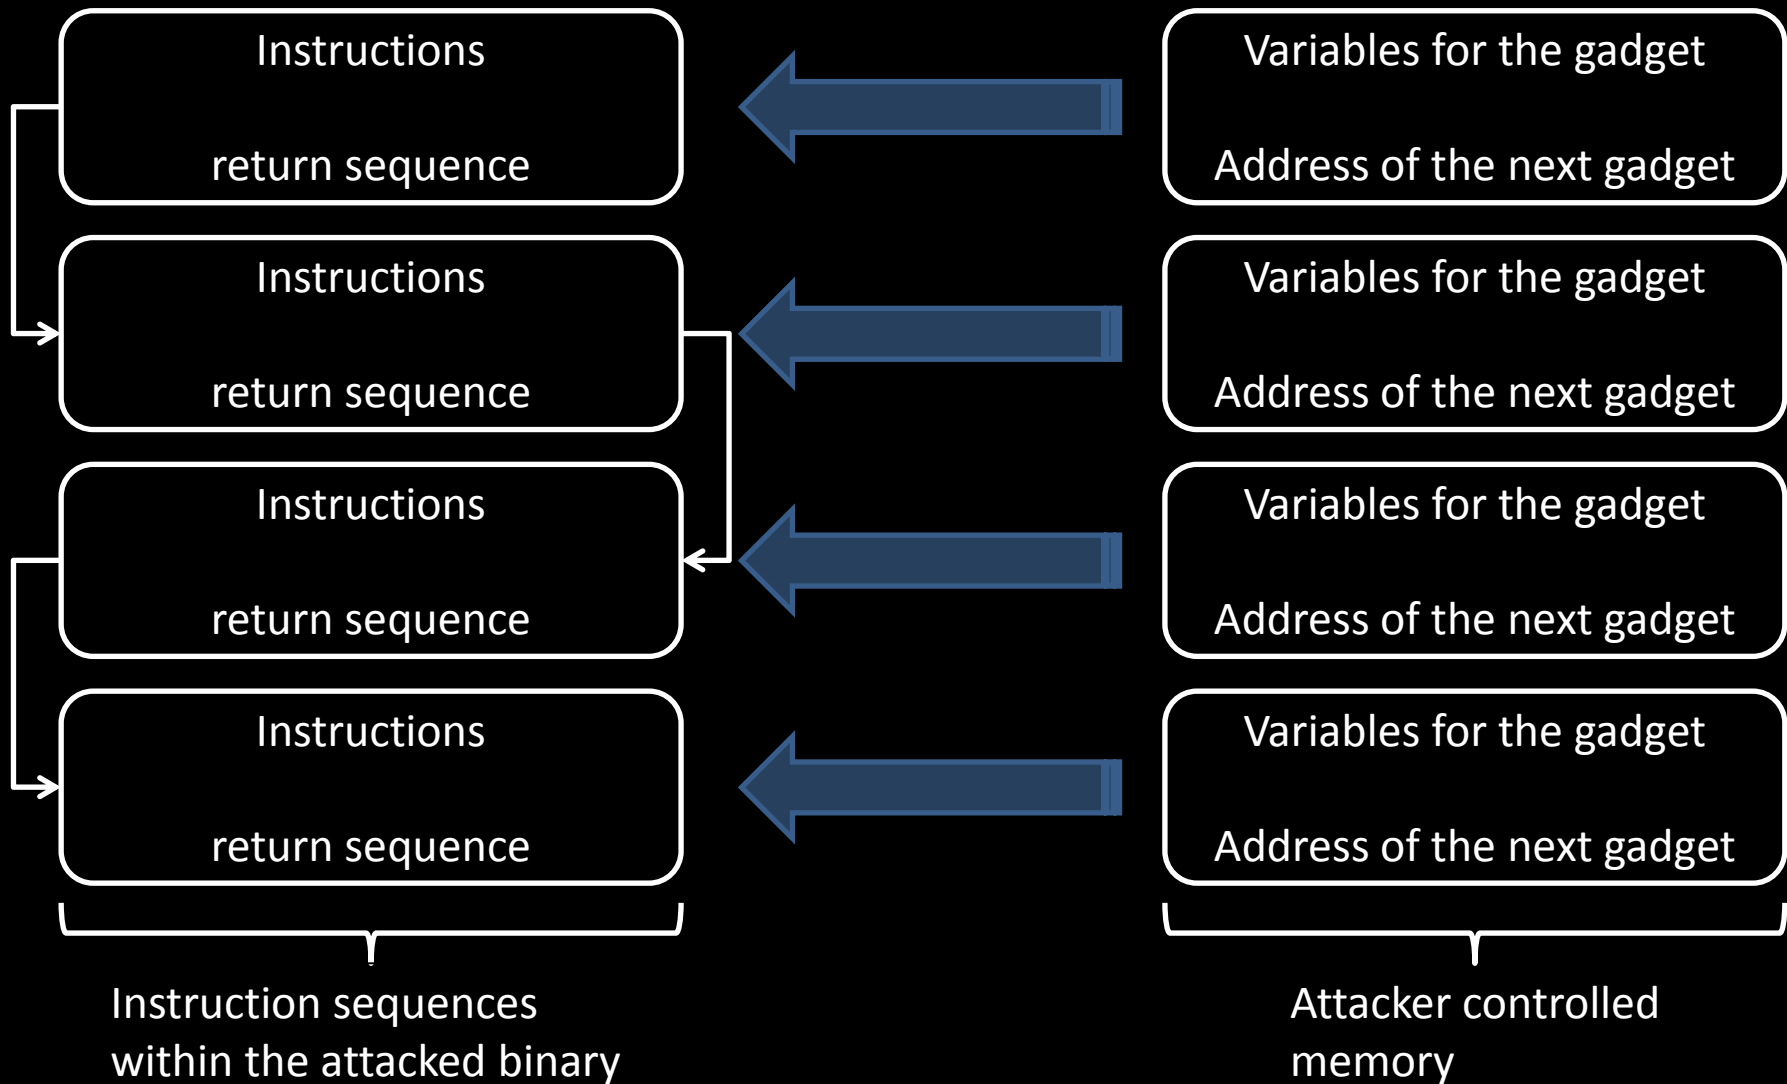 Instructions
return sequence
Variables for the gadget
Address of the next gadget
Instructions
return sequence
Variables for the gadget
Address of the next gadget
Instructions
return sequence
Variables for the gadget
Address of the next gadget
Instructions
return sequence
Variables for the gadget
Address of the next gadget
Instruction sequences
within the attacked binary
Attacker controlled
memory